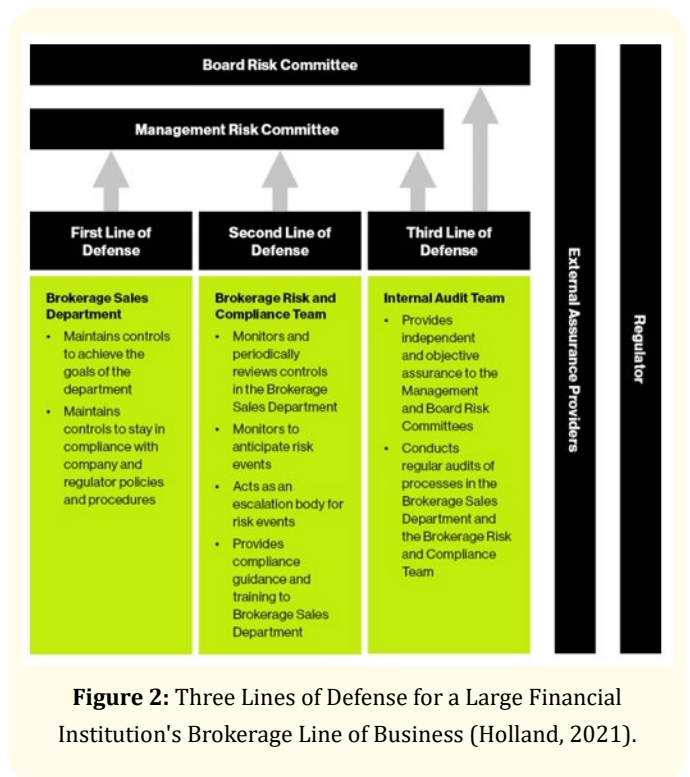 Board Risk Committee
Management Risk Committee
First Line of
Defense
Second Line of
Defense
Third Line of
Defense
Brokerage Sales
Department
• Maintains controls
to achieve the
goals of the
department
• Maintains
controls to stay in
compliance with
company and
regulator policies
and procedures
Brokerage Risk and
Compliance Team
• Monitors and
periodically
reviews controls
in the Brokerage
Sales Department
• Monitors to
anticipate risk
events
• Acts as an
escalation body for
risk events
• Provides
compliance
guidance and
training to
Brokerage Sales
Department
Internal Audit Team
• Provides
independent
and objective
assurance to the
Management
and Board Risk
Committees
• Conducts
regular audits of
processes in the
Brokerage Sales
Department and
the Brokerage Risk
and Compliance
Team
External Assurance Providers
Regulator
Figure 2: Three Lines of Defense for a Large Financial
Institution's Brokerage Line of Business (Holland, 2021).